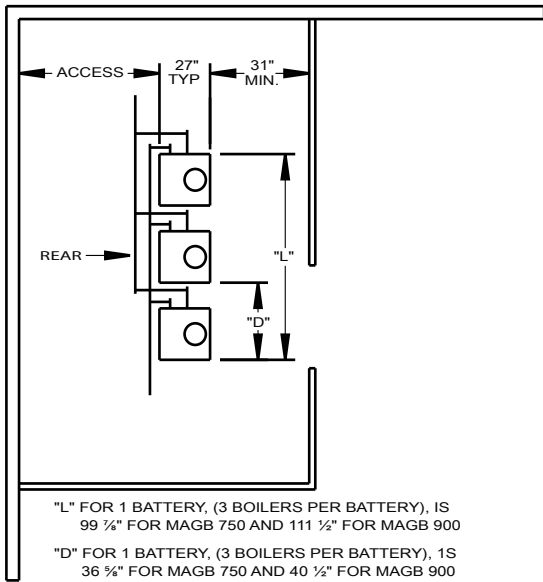 ACCESS
27"
TYP
31"
MIN.
REAR
"L"
"D"
"L" FOR 1 BATTERY, (3 BOILERS PER BATTERY), IS
99 ⅞" FOR MAGB 750 AND 111 ½" FOR MAGB 900
"D" FOR 1 BATTERY, (3 BOILERS PER BATTERY), 1S
36 ⅝" FOR MAGB 750 AND 40 ½" FOR MAGB 900